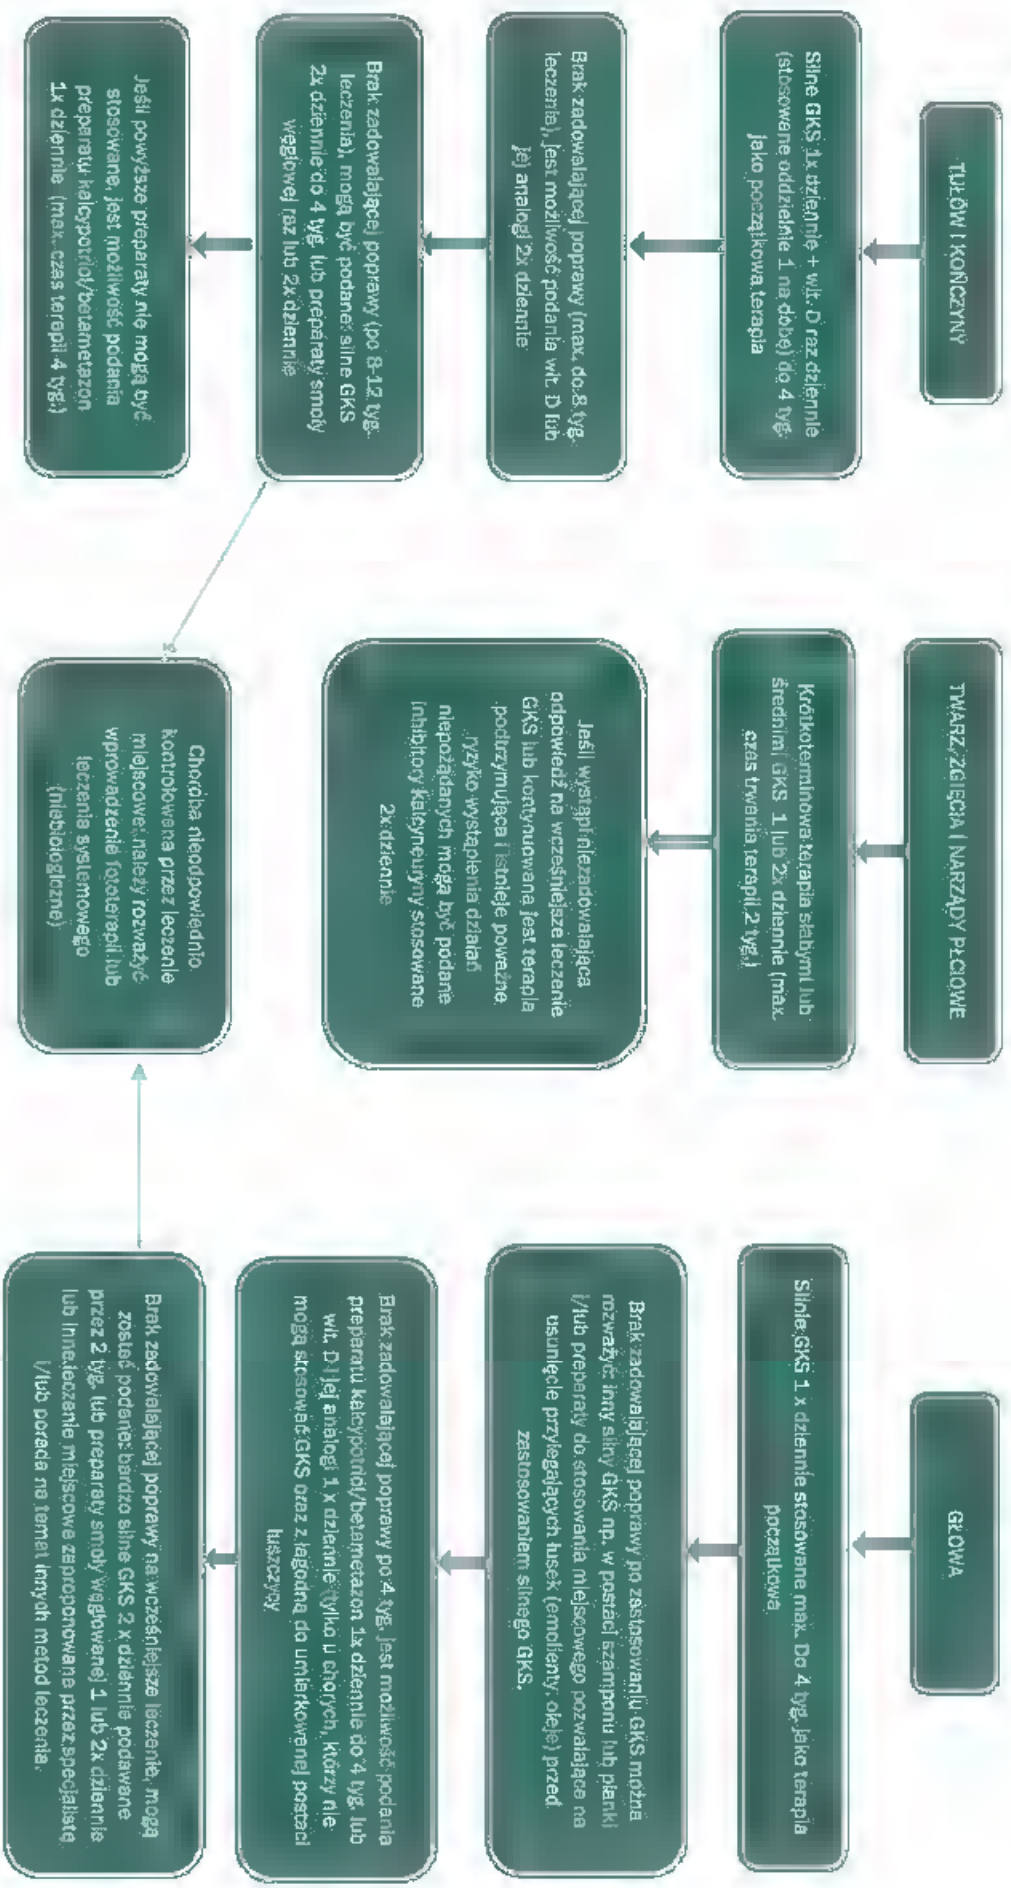 TUŁÓW I KOŃCZYNY
Silne GKS 1x dziennie + wit. D raz dziennie
(stosowane oddzielnie 1 na dobę) do 4 tyg.
jako początkowa terapia
Brak zadowalającej poprawy (max. do 8 tyg.
leczenia), jest możliwość podania wit. D lub
jej analogi 2x dziennie
Brak zadowalającej poprawy (po 8-12 tyg.
leczenia), mogą być podane: silne GKS
2x dziennie do 4 tyg. lub preparaty smoły
węglowej raz lub 2x dziennie
Jeśli powyższe preparaty nie mogą być
stosowane, jest możliwość podania
preparatu kalcypotriol/betametazon
1x dziennie (max. czas terapii 4 tyg.)
TWARZ, ZGIĘCIA I NARZĄDY PŁCIOWE
Krótkoterminowa terapia słabymi lub
średnimi GKS 1 lub 2x dziennie (max.
czas trwania terapii 2 tyg.)
Jeśli wystąpi niezadowalająca
odpowiedź na wcześniejsze leczenie
GKS lub kontynuowana jest terapia
podtrzymująca i istnieje poważne
ryzyko wystąpienia działań
niepożądanych mogą być podane
inhibitory kalcyneuryny stosowane
2x dziennie
Choroba nieodpowiednio
kontrolowana przez leczenie
miejscowe: należy rozważyć
wprowadzenie fototerapii lub
leczenia systemowego
(niebiologiczne)
GŁOWA
Silnie GKS 1 x dziennie stosowane max. Do 4 tyg. jako terapia
początkowa
Brak zadowalającej poprawy po zastosowaniu GKS można
rozważyć: inny silny GKS np. w postaci szamponu lub pianki
i/lub preparaty do stosowania miejscowego pozwalające na
usunięcie przylegających łusek (emolienty, oleje) przed
zastosowaniem silnego GKS.
Brak zadowalającej poprawy po 4 tyg. jest możliwość podania
preparatu kalcypotriol/betametazon 1x dziennie do 4 tyg. lub
wit. D i jej analogi 1 x dziennie (tylko u chorych, którzy nie
mogą stosować GKS oraz z łagodną do umiarkowanej postaci
łuszczycy
Brak zadowalającej poprawy na wcześniejsze leczenie, mogą
zostać podane: bardzo silne GKS 2 x dziennie podawane
przez 2 tyg. lub preparaty smoły węglowanej 1 lub 2x dziennie
lub inne leczenie miejscowe zaproponowane przez specjalistę
i/lub porada na temat innych metod leczenia.